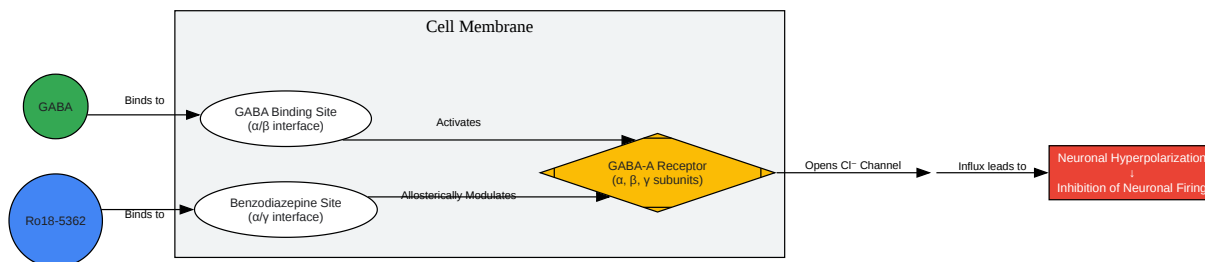 Cell Membrane
GABA
Binds to
GABA Binding Site
(α/β interface)
Activates
GABA-A Receptor
(α, β, γ subunits)
Opens Cl⁻ Channel
Influx leads to
Neuronal Hyperpolarization
↓
Inhibition of Neuronal Firing
Ro18-5362
Binds to
Benzodiazepine Site
(α/γ interface)
Allosterically Modulates